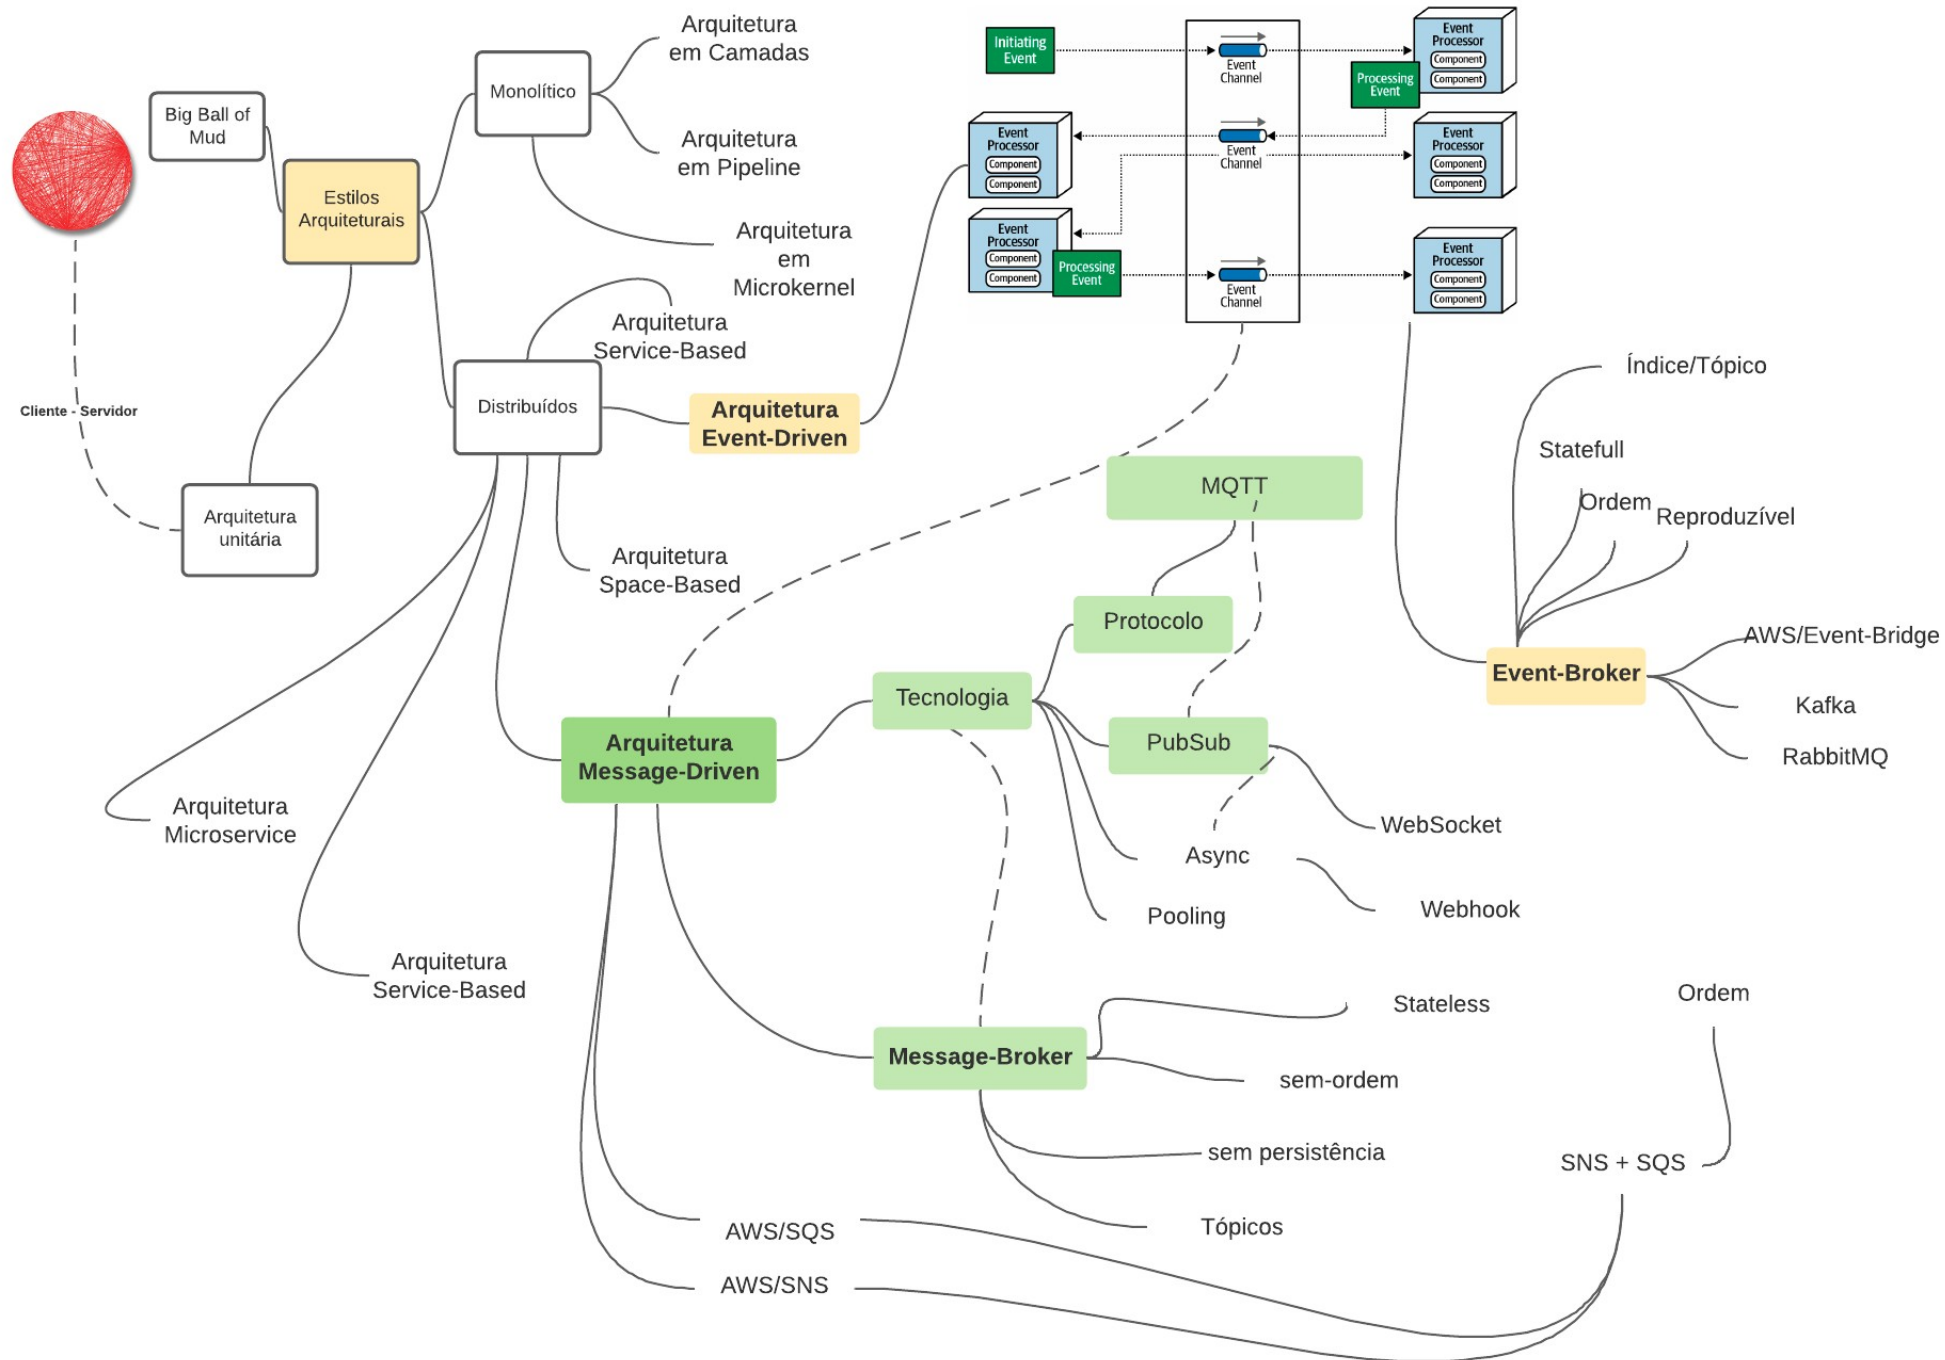 Arquitetura
em Camadas
Monolítico
Arquitetura
em Pipeline
Big Ball of
Mud
Estilos
Arquiteturais
Arquitetura
em
Microkernel
Arquitetura
Service-Based
Cliente - Servidor
Distribuídos
Arquitetura
Event-Driven
Arquitetura
unitária
Arquitetura
Space-Based
Initiating
Event
Event
Channel
Event
Processor
Component
Component
Processing
Event
Event
Processor
Component
Component
Event
Channel
Event
Processor
Component
Component
Event
Processor
Component
Component
Processing
Event
Event
Channel
Event
Processor
Component
Component
Índice/Tópico
Statefull
Ordem
Reproduzível
MQTT
Protocolo
AWS/Event-Bridge
Event-Broker
Kafka
RabbitMQ
Tecnologia
PubSub
Arquitetura
Message-Driven
WebSocket
Async
Webhook
Pooling
Arquitetura
Microservice
Arquitetura
Service-Based
Stateless
Ordem
Message-Broker
sem-ordem
sem persistência
SNS + SQS
Tópicos
AWS/SQS
AWS/SNS